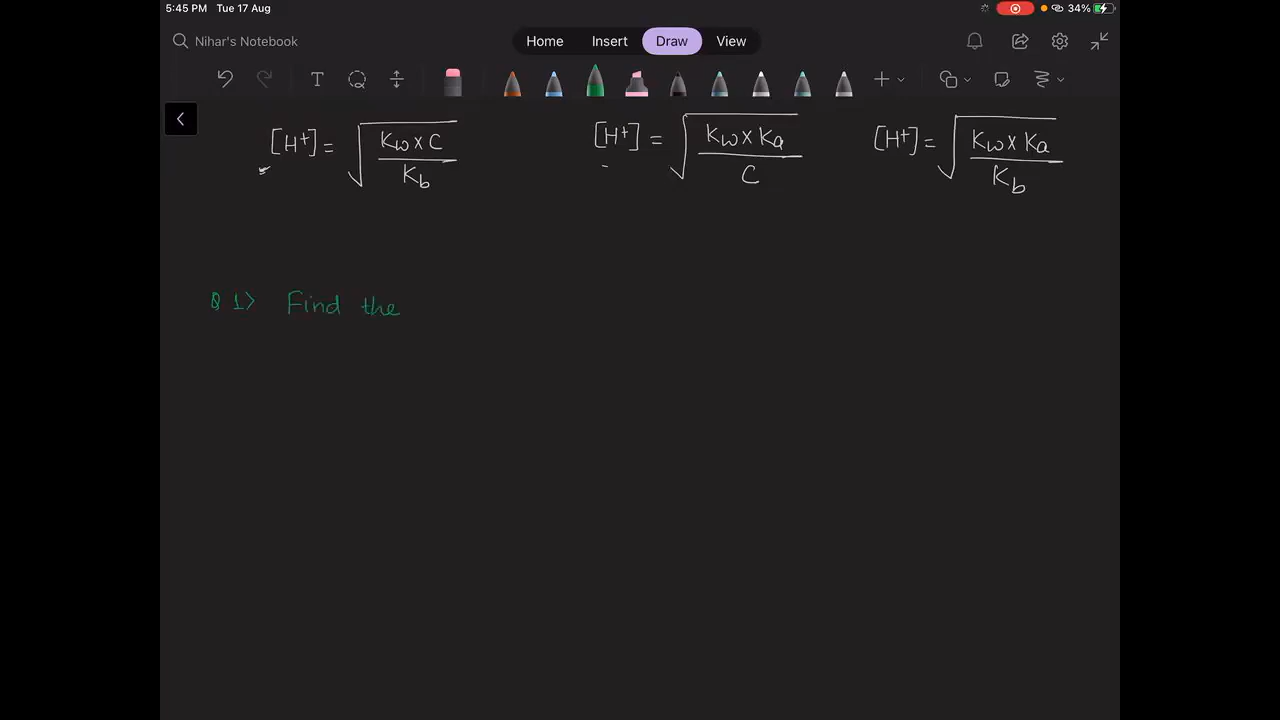 5:45 PM Tue 17 Aug 34%
Nihar's Notebook Home Insert Draw View
[H⁺] = √(Kw x C / Kb) [H⁺] = √(Kw x Ka / C) [H⁺] = √(Kw x Ka / Kb)
Q 1> Find the